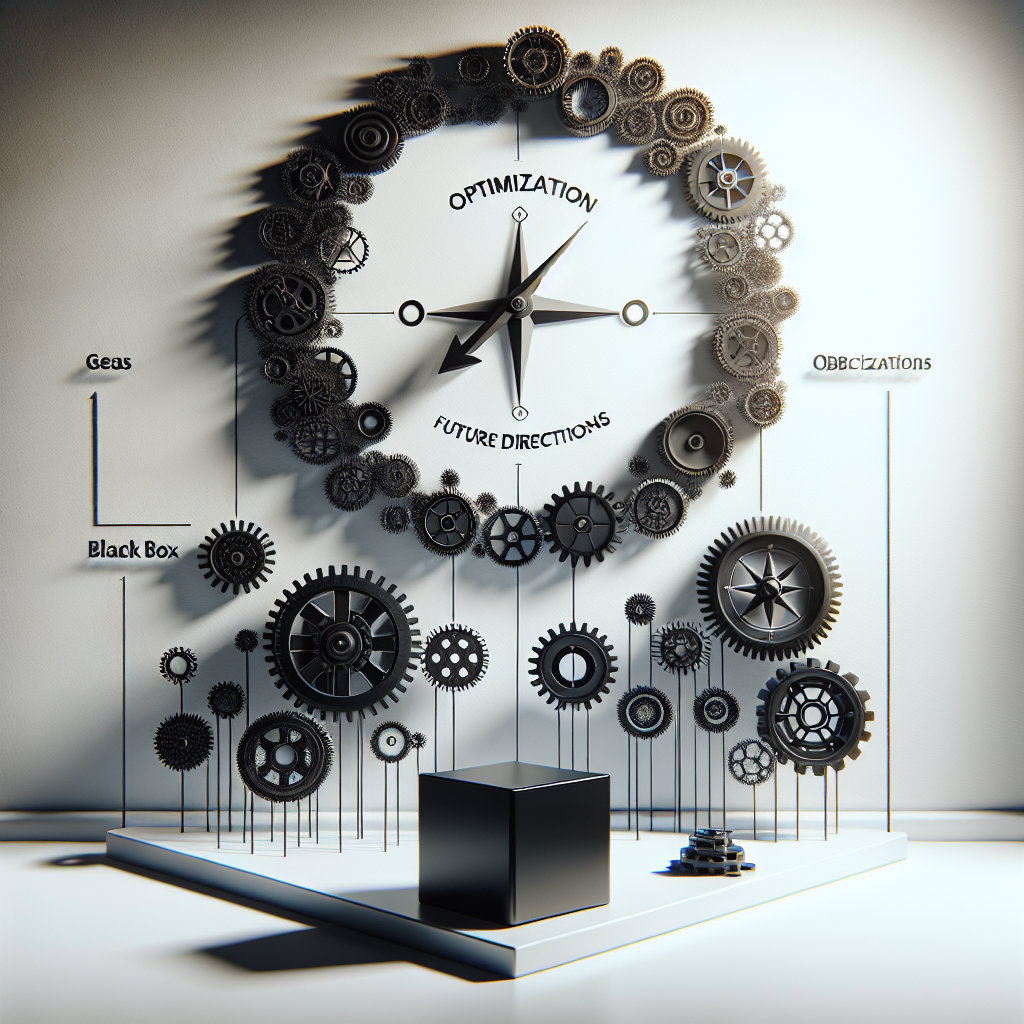 OPTIMIZATION
FUTURE DIRECTIONS
Geas
OBBCIZATIONS
Black Box